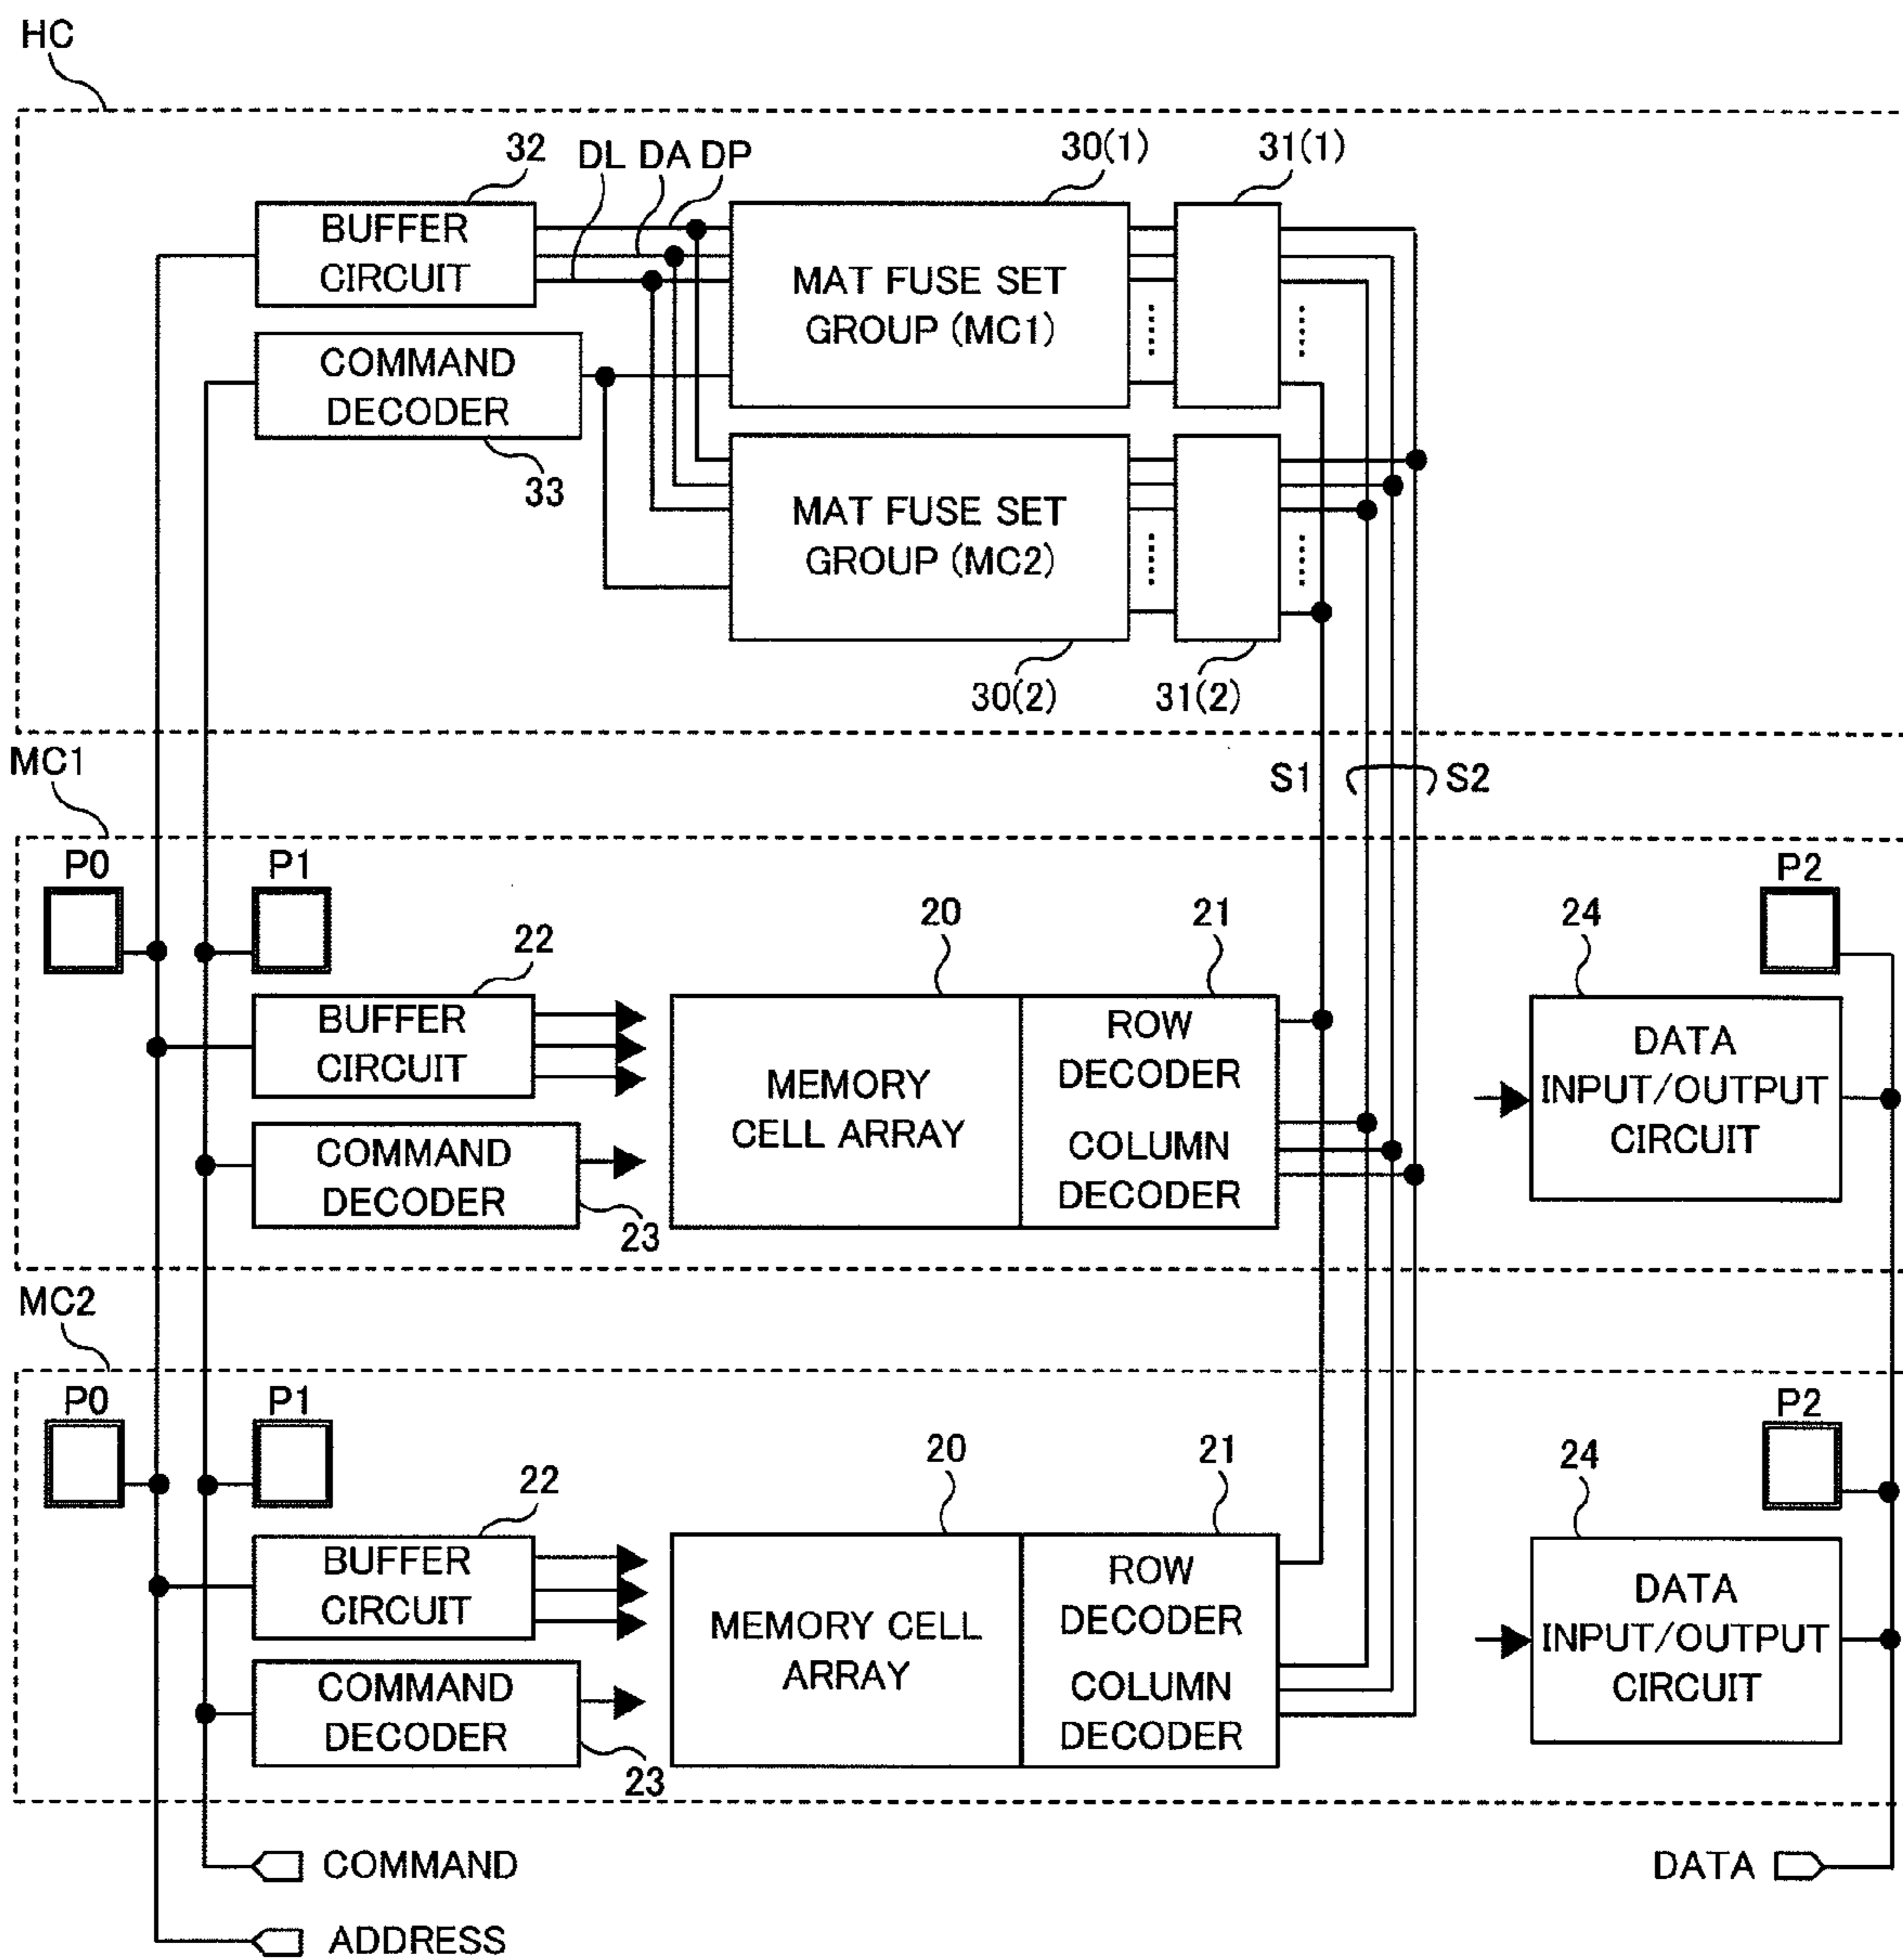 HC
32
DL DA DP
30(1)
31(1)
BUFFER
CIRCUIT
MAT FUSE SET
GROUP (MC1)
COMMAND
DECODER
33
MAT FUSE SET
GROUP (MC2)
30(2)
31(2)
MC1
S1
S2
P0
P1
P2
22
20
21
24
BUFFER
CIRCUIT
MEMORY
CELL ARRAY
ROW
DECODER
COLUMN
DECODER
DATA
INPUT/OUTPUT
CIRCUIT
COMMAND
DECODER
23
MC2
P0
P1
P2
22
20
21
24
BUFFER
CIRCUIT
MEMORY CELL
ARRAY
ROW
DECODER
COLUMN
DECODER
DATA
INPUT/OUTPUT
CIRCUIT
COMMAND
DECODER
23
COMMAND
DATA
ADDRESS